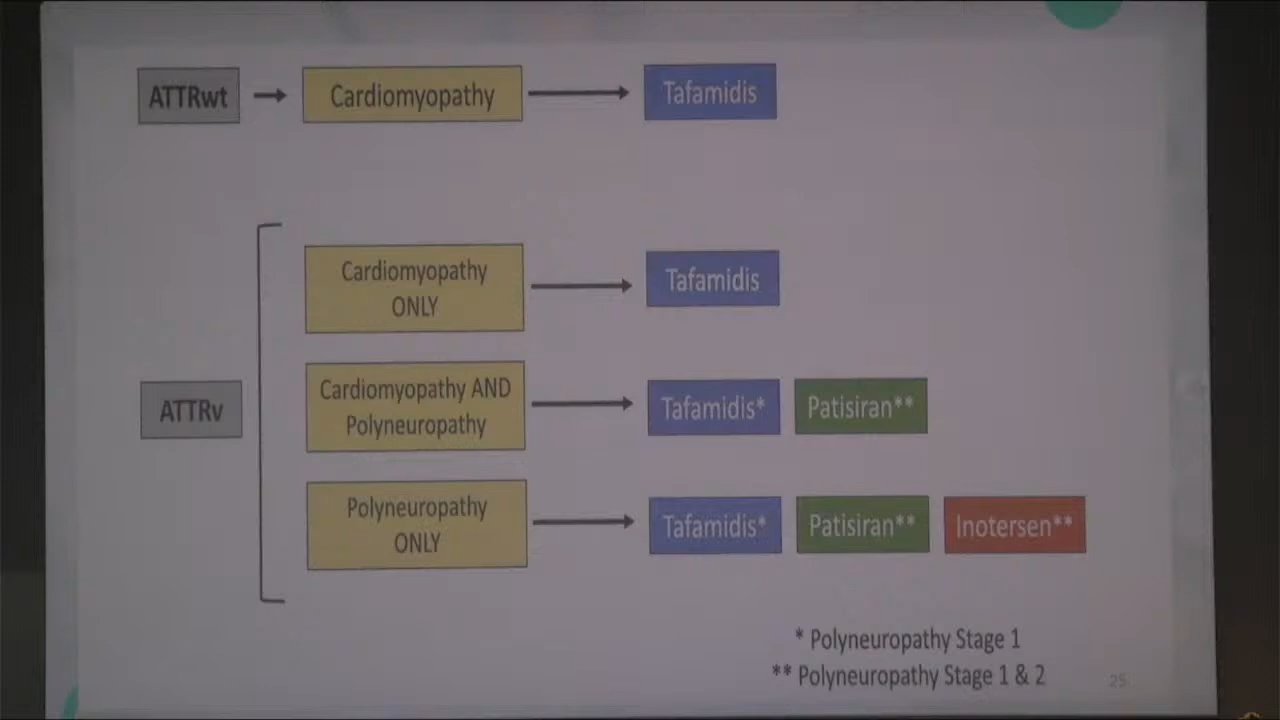 ATTRwt
Cardiomyopathy
Tafamidis
ATTRv
Cardiomyopathy
ONLY
Tafamidis
Cardiomyopathy AND
Polyneuropathy
Tafamidis*
Patisiran**
Polyneuropathy
ONLY
Tafamidis*
Patisiran**
Inotersen**
* Polyneuropathy Stage 1
** Polyneuropathy Stage 1 & 2
25